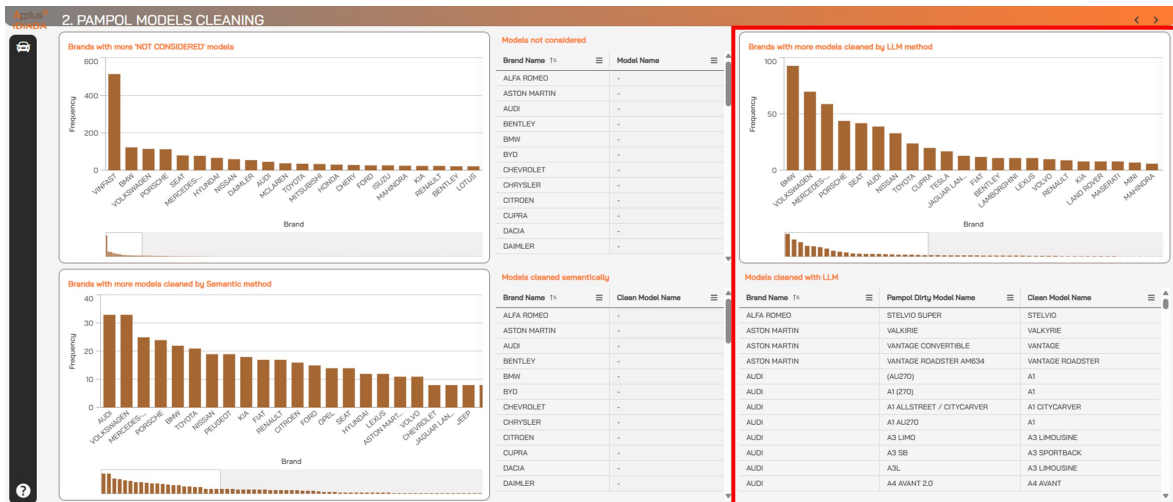 2. PAMPOL MODELS CLEANING
IDIADA
Brands with more 'NOT CONSIDERED' models
600
400
200
0
Frequency
VINFAST
BMW
VOLKSWAGEN
PORSCHE
SEAT
MERCEDES-...
HYUNDAI
NISSAN
DAIMLER
AUDI
MCLAREN
TOYOTA
MITSUBISHI
HONDA
CHERY
FORD
ISUZU
MAHINDRA
KIA
RENAULT
BENTLEY
LOTUS
Brand
Models not considered
Brand Name Model Name
ALFA ROMEO -
ASTON MARTIN -
AUDI -
BENTLEY -
BMW -
BYD -
CHEVROLET -
CHRYSLER -
CITROEN -
CUPRA -
DACIA -
DAIMLER -
Brands with more models cleaned by LLM method
100
50
0
Frequency
BMW
VOLKSWAGEN
MERCEDES-...
PORSCHE
SEAT
AUDI
NISSAN
TOYOTA
CUPRA
TESLA
JAGUAR LAN...
FIAT
BENTLEY
LAMBORGHINI
LEXUS
VOLVO
RENAULT
KIA
LAND ROVER
MASERATI
MINI
MAHINDRA
Brand
Brands with more models cleaned by Semantic method
40
30
20
10
0
Frequency
AUDI
VOLKSWAGEN
MERCEDES-...
PORSCHE
BMW
TOYOTA
NISSAN
PEUGEOT
KIA
FIAT
RENAULT
CITROEN
FORD
OPEL
SEAT
HYUNDAI
LEXUS
ASTON MART...
VOLVO
CHEVROLET
JAGUAR LAN...
JEEP
Brand
Models cleaned semantically
Brand Name Clean Model Name
ALFA ROMEO -
ASTON MARTIN -
AUDI -
BENTLEY -
BMW -
BYD -
CHEVROLET -
CHRYSLER -
CITROEN -
CUPRA -
DACIA -
DAIMLER -
Models cleaned with LLM
Brand Name Pampol Dirty Model Name Clean Model Name
ALFA ROMEO STELVIO SUPER STELVIO
ASTON MARTIN VALKIRIE VALKYRIE
ASTON MARTIN VANTAGE CONVERTIBLE VANTAGE
ASTON MARTIN VANTAGE ROADSTER AM634 VANTAGE ROADSTER
AUDI (AU270) A1
AUDI A1 (270) A1
AUDI A1 ALLSTREET / CITYCARVER A1 CITYCARVER
AUDI A1 AU270 A1
AUDI A3 LIMO A3 LIMOUSINE
AUDI A3 SB A3 SPORTBACK
AUDI A3L A3 LIMOUSINE
AUDI A4 AVANT 2.0 A4 AVANT
?